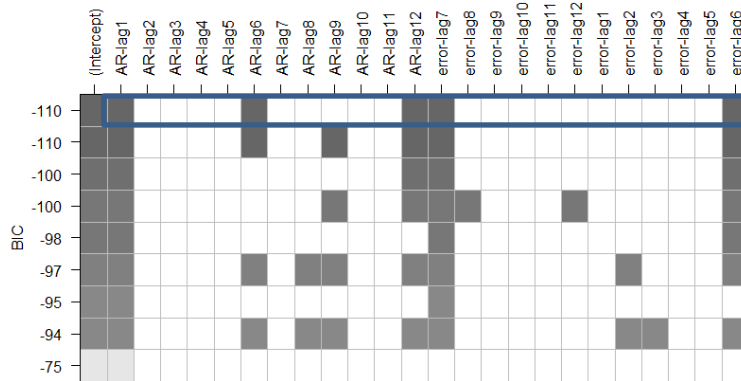 (Intercept)
AR-lag1
AR-lag2
AR-lag3
AR-lag4
AR-lag5
AR-lag6
AR-lag7
AR-lag8
AR-lag9
AR-lag10
AR-lag11
AR-lag12
error-lag7
error-lag8
error-lag9
error-lag10
error-lag11
error-lag12
error-lag1
error-lag2
error-lag3
error-lag4
error-lag5
error-lag6
BIC
-110
-110
-100
-100
-98
-97
-95
-94
-75